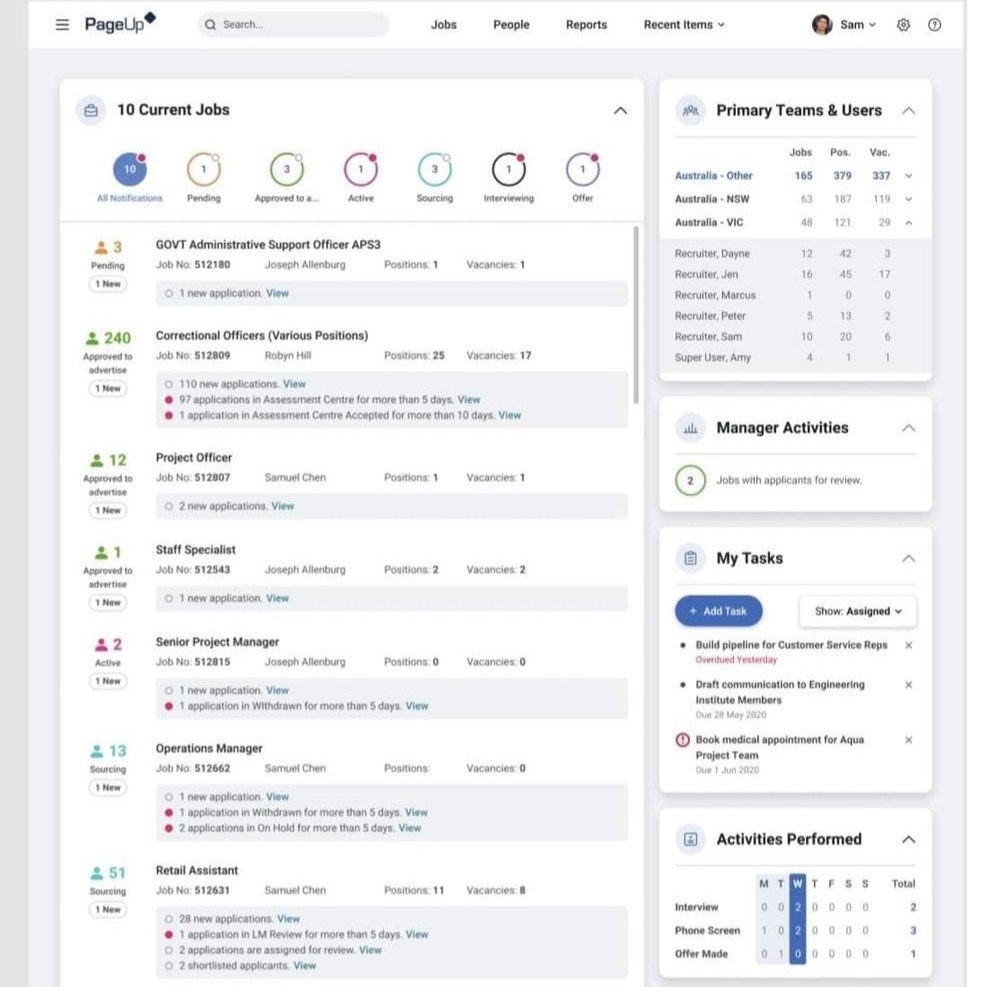 PageUp
Search...
Jobs People Reports Recent Items
Sam
10 Current Jobs
10 1 3 1 3 1 1
All Notifications Pending Approved to a... Active Sourcing Interviewing Offer
3
Pending
1 New
GOVT Administrative Support Officer APS3
Job No: 512180 Joseph Allenburg Positions: 1 Vacancies: 1
1 new application. View
240
Approved to
advertise
1 New
Correctional Officers (Various Positions)
Job No: 512809 Robyn Hill Positions: 25 Vacancies: 17
110 new applications. View
97 applications in Assessment Centre for more than 5 days. View
1 application in Assessment Centre Accepted for more than 10 days. View
12
Approved to
advertise
1 New
Project Officer
Job No: 512807 Samuel Chen Positions: 1 Vacancies: 1
2 new applications. View
1
Approved to
advertise
1 New
Staff Specialist
Job No: 512543 Joseph Allenburg Positions: 2 Vacancies: 2
1 new application. View
2
Active
1 New
Senior Project Manager
Job No: 512815 Joseph Allenburg Positions: 0 Vacancies: 0
1 new application. View
1 application in Withdrawn for more than 5 days. View
13
Sourcing
1 New
Operations Manager
Job No: 512662 Samuel Chen Positions: Vacancies: 0
1 new application. View
1 application in Withdrawn for more than 5 days. View
2 applications in On Hold for more than 5 days. View
51
Sourcing
1 New
Retail Assistant
Job No: 512631 Samuel Chen Positions: 11 Vacancies: 8
28 new applications. View
1 application in LM Review for more than 5 days. View
2 applications are assigned for review. View
2 shortlisted applicants. View
Primary Teams & Users
Jobs Pos. Vac.
Australia - Other 165 379 337
Australia - NSW 63 187 119
Australia - VIC 48 121 29
Recruiter, Dayne 12 42 3
Recruiter, Jen 16 45 17
Recruiter, Marcus 1 0 0
Recruiter, Peter 5 13 2
Recruiter, Sam 10 20 6
Super User, Amy 4 1 1
Manager Activities
2 Jobs with applicants for review.
My Tasks
+ Add Task Show: Assigned
Build pipeline for Customer Service Reps
Overdued Yesterday
Draft communication to Engineering
Institute Members
Due 28 May 2020
Book medical appointment for Aqua
Project Team
Due 1 Jun 2020
Activities Performed
M T W T F S S Total
Interview 0 0 2 0 0 0 0 2
Phone Screen 1 0 2 0 0 0 0 3
Offer Made 0 1 0 0 0 0 0 1